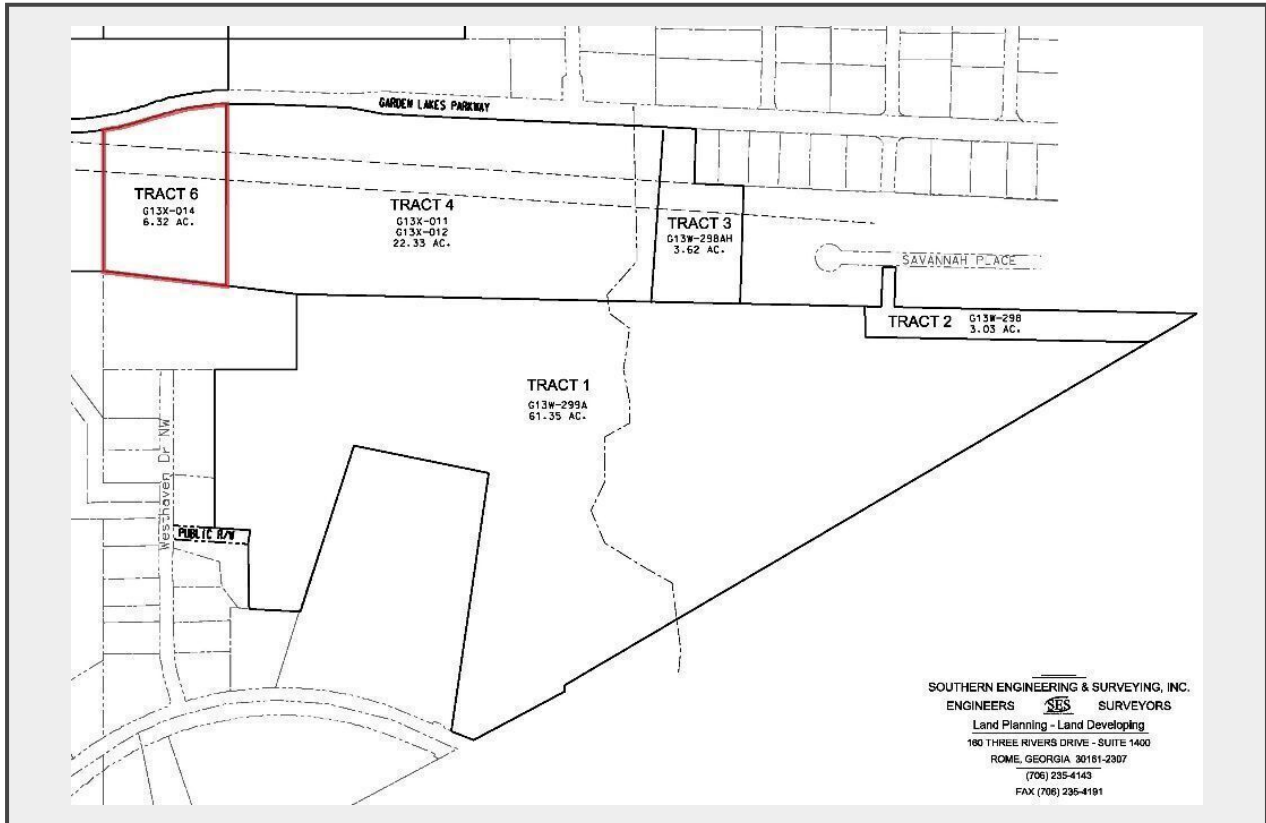 GARDEN LAKES PARKWAY
TRACT 6
G13X-014
6.32 AC.
TRACT 4
G13X-011
G13X-012
22.33 AC.
TRACT 3
G13W-298AH
3.62 AC.
SAVANNAH PLACE
TRACT 2
G13W-298
3.03 AC.
TRACT 1
G13W-299A
61.35 AC.
Westhaven Dr NW
PUBLIC R/W
SOUTHERN ENGINEERING & SURVEYING, INC.
ENGINEERS SES SURVEYORS
Land Planning - Land Developing
160 THREE RIVERS DRIVE - SUITE 1400
ROME, GEORGIA 30161-2307
(706) 235-4143
FAX (706) 235-4191